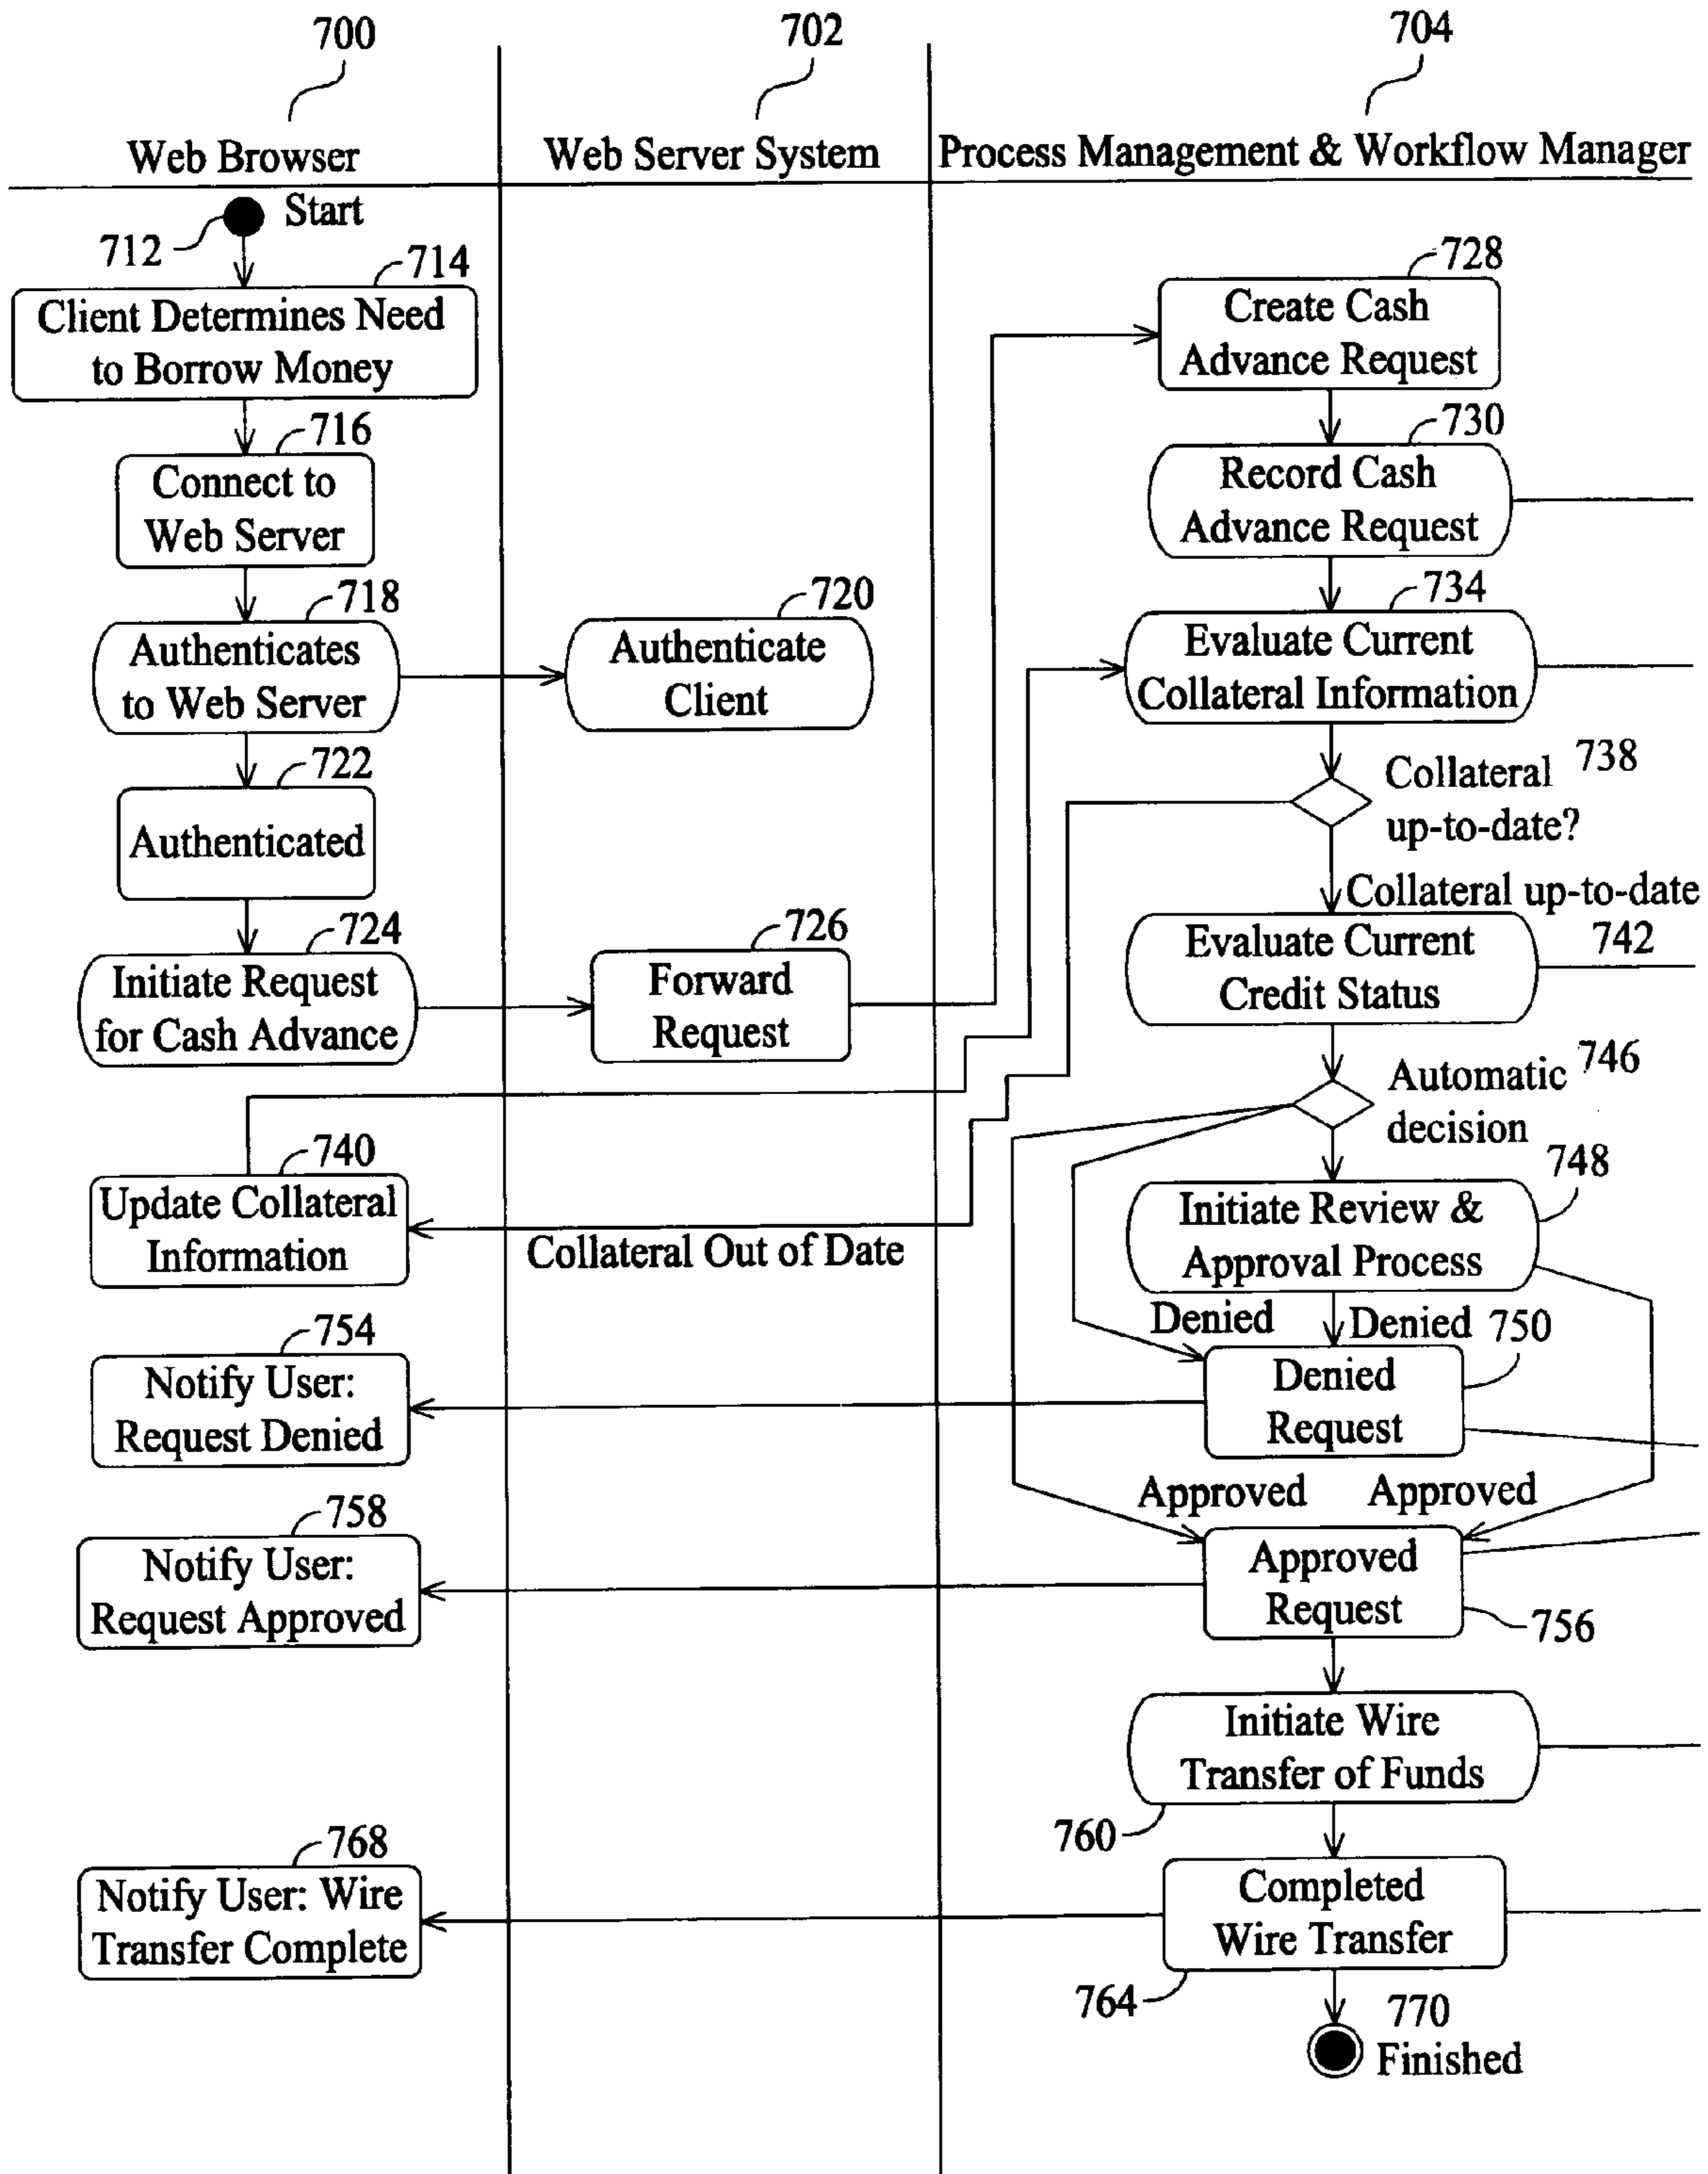 700
702
704
Web Browser
Web Server System
Process Management & Workflow Manager
Start
712
714
Client Determines Need
to Borrow Money
716
Connect to
Web Server
718
Authenticates
to Web Server
720
Authenticate
Client
722
Authenticated
724
Initiate Request
for Cash Advance
726
Forward
Request
728
Create Cash
Advance Request
730
Record Cash
Advance Request
734
Evaluate Current
Collateral Information
738
Collateral
up-to-date?
Collateral up-to-date
742
Evaluate Current
Credit Status
746
Automatic
decision
740
Update Collateral
Information
Collateral Out of Date
748
Initiate Review &
Approval Process
Denied
Denied
750
Denied
Request
754
Notify User:
Request Denied
Approved
Approved
Approved
Request
756
758
Notify User:
Request Approved
Initiate Wire
Transfer of Funds
760
768
Notify User: Wire
Transfer Complete
Completed
Wire Transfer
764
770
Finished